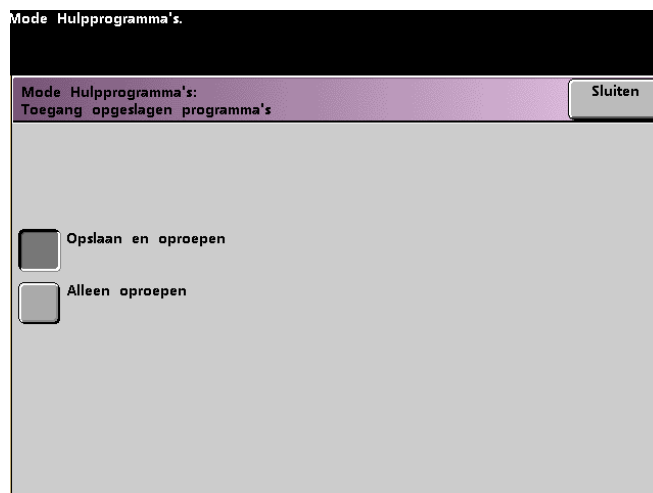 Mode Hulpprogramma's.
Mode Hulpprogramma's:
Toegang opgeslagen programma's
Sluiten
Opslaan en oproepen
Alleen oproepen